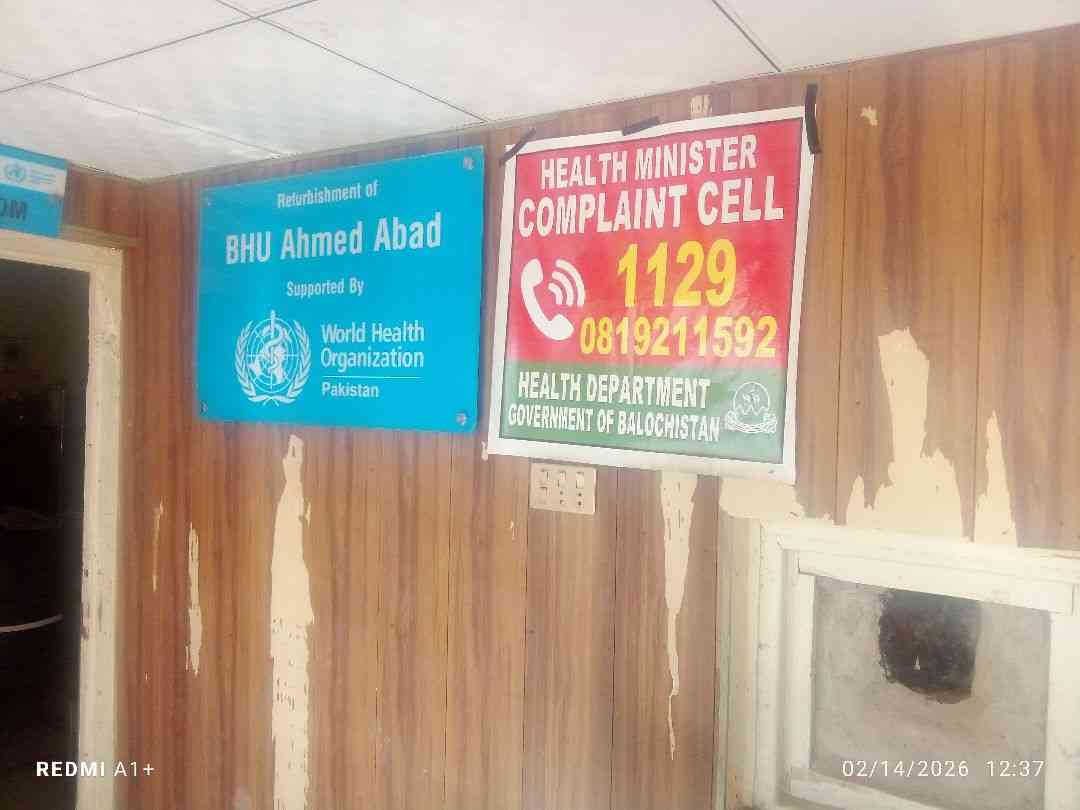 OM
Refurbishment of
BHU Ahmed Abad
Supported By
World Health
Organization
Pakistan
HEALTH MINISTER
COMPLAINT CELL
1129
0819211592
HEALTH DEPARTMENT
GOVERNMENT OF BALOCHISTAN
REDMI A1+
02/14/2026 12:37